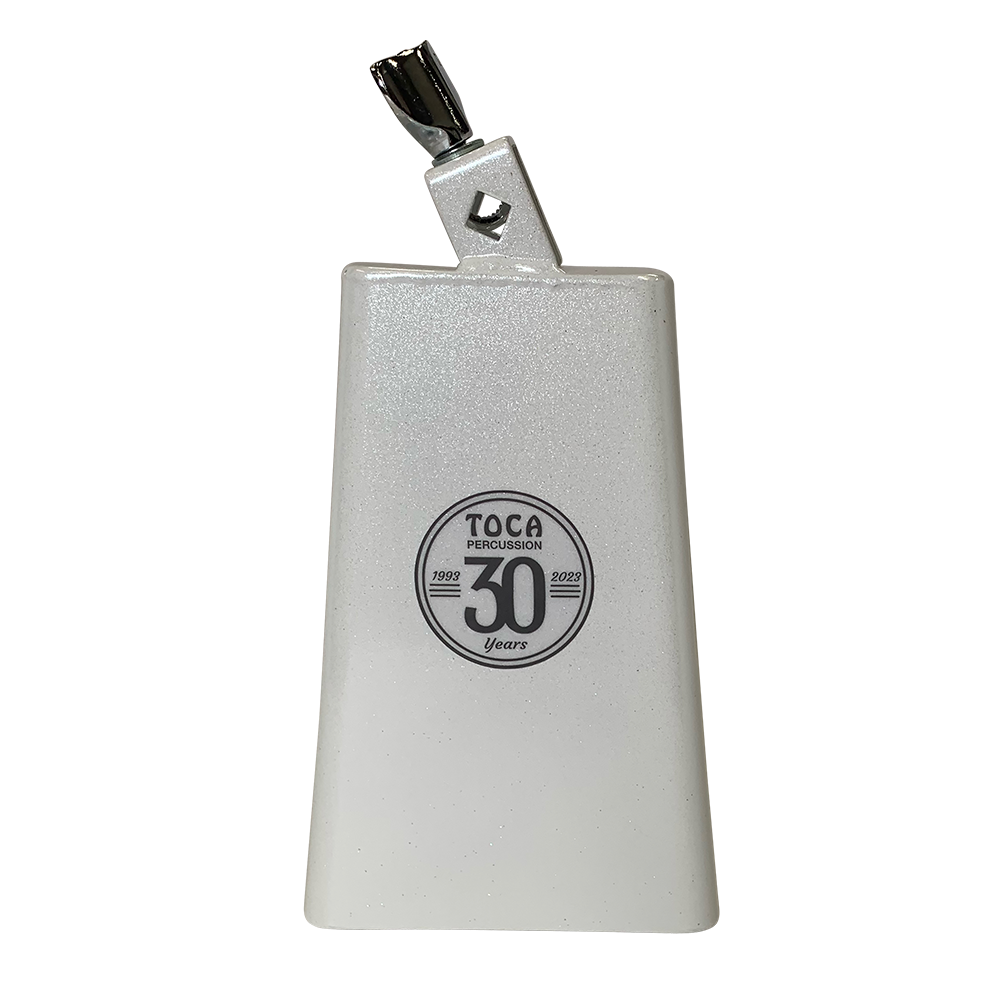 TOCA
PERCUSSION
1993 30 2023
Years